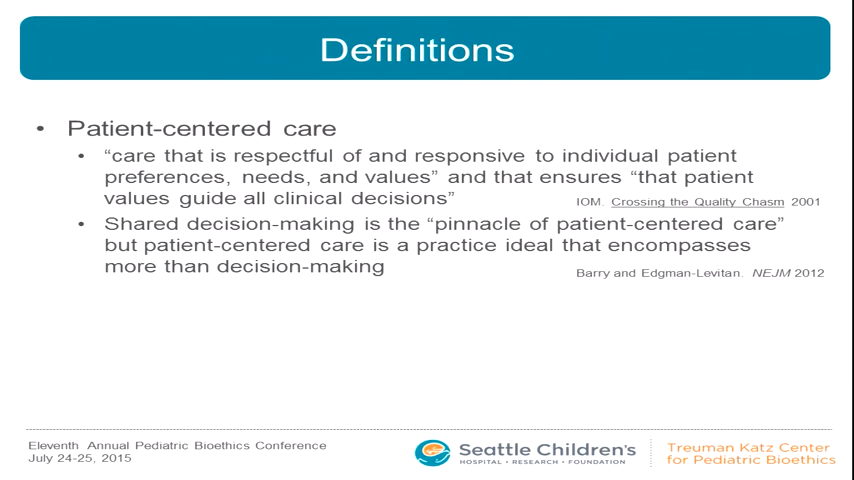 Definitions
• Patient-centered care
• “care that is respectful of and responsive to individual patient
preferences, needs, and values” and that ensures “that patient
values guide all clinical decisions”
IOM. Crossing the Quality Chasm 2001
• Shared decision-making is the “pinnacle of patient-centered care”
but patient-centered care is a practice ideal that encompasses
more than decision-making
Barry and Edgman-Levitan. NEJM 2012
Eleventh Annual Pediatric Bioethics Conference
July 24-25, 2015
Seattle Children's
HOSPITAL • RESEARCH • FOUNDATION
Treuman Katz Center
for Pediatric Bioethics